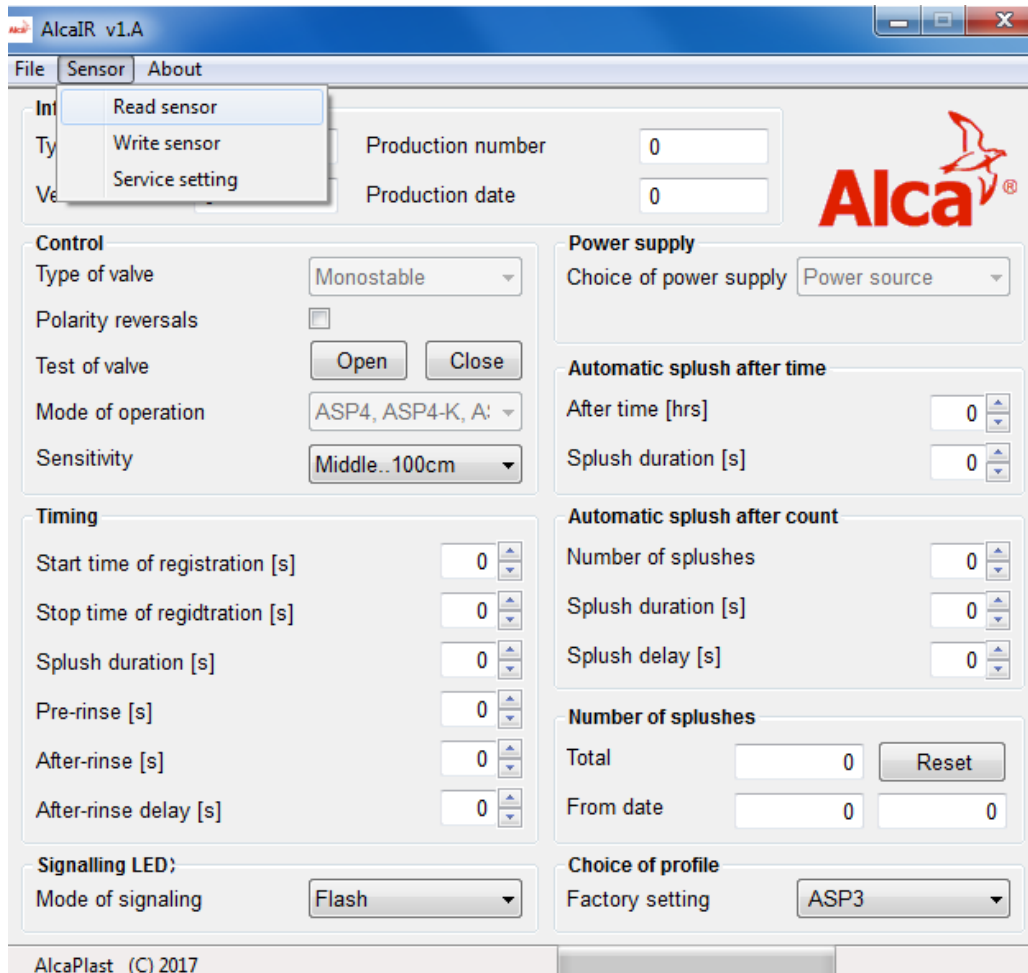 AlcaIR v1.A
File Sensor About
Read sensor
Write sensor
Service setting
Inf
Ty
Production number 0
Ve
Production date 0
Alca®
Control
Type of valve Monostable
Polarity reversals
Test of valve Open Close
Mode of operation ASP4, ASP4-K, A
Sensitivity Middle..100cm
Power supply
Choice of power supply Power source
Automatic splush after time
After time [hrs] 0
Splush duration [s] 0
Timing
Start time of registration [s] 0
Stop time of regidtration [s] 0
Splush duration [s] 0
Pre-rinse [s] 0
After-rinse [s] 0
After-rinse delay [s] 0
Automatic splush after count
Number of splushes 0
Splush duration [s] 0
Splush delay [s] 0
Number of splushes
Total 0 Reset
From date 0 0
Signalling LED
Mode of signaling Flash
Choice of profile
Factory setting ASP3
AlcaPlast (C) 2017